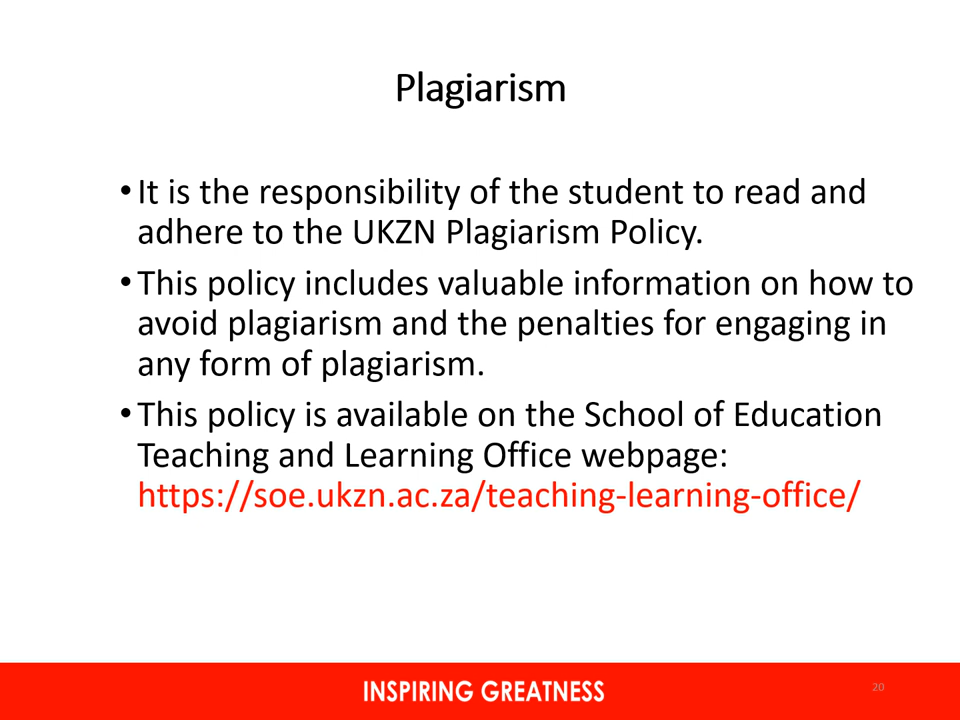 Plagiarism
•It is the responsibility of the student to read and
adhere to the UKZN Plagiarism Policy.
•This policy includes valuable information on how to
avoid plagiarism and the penalties for engaging in
any form of plagiarism.
•This policy is available on the School of Education
Teaching and Learning Office webpage:
https://soe.ukzn.ac.za/teaching-learning-office/
INSPIRING GREATNESS
20